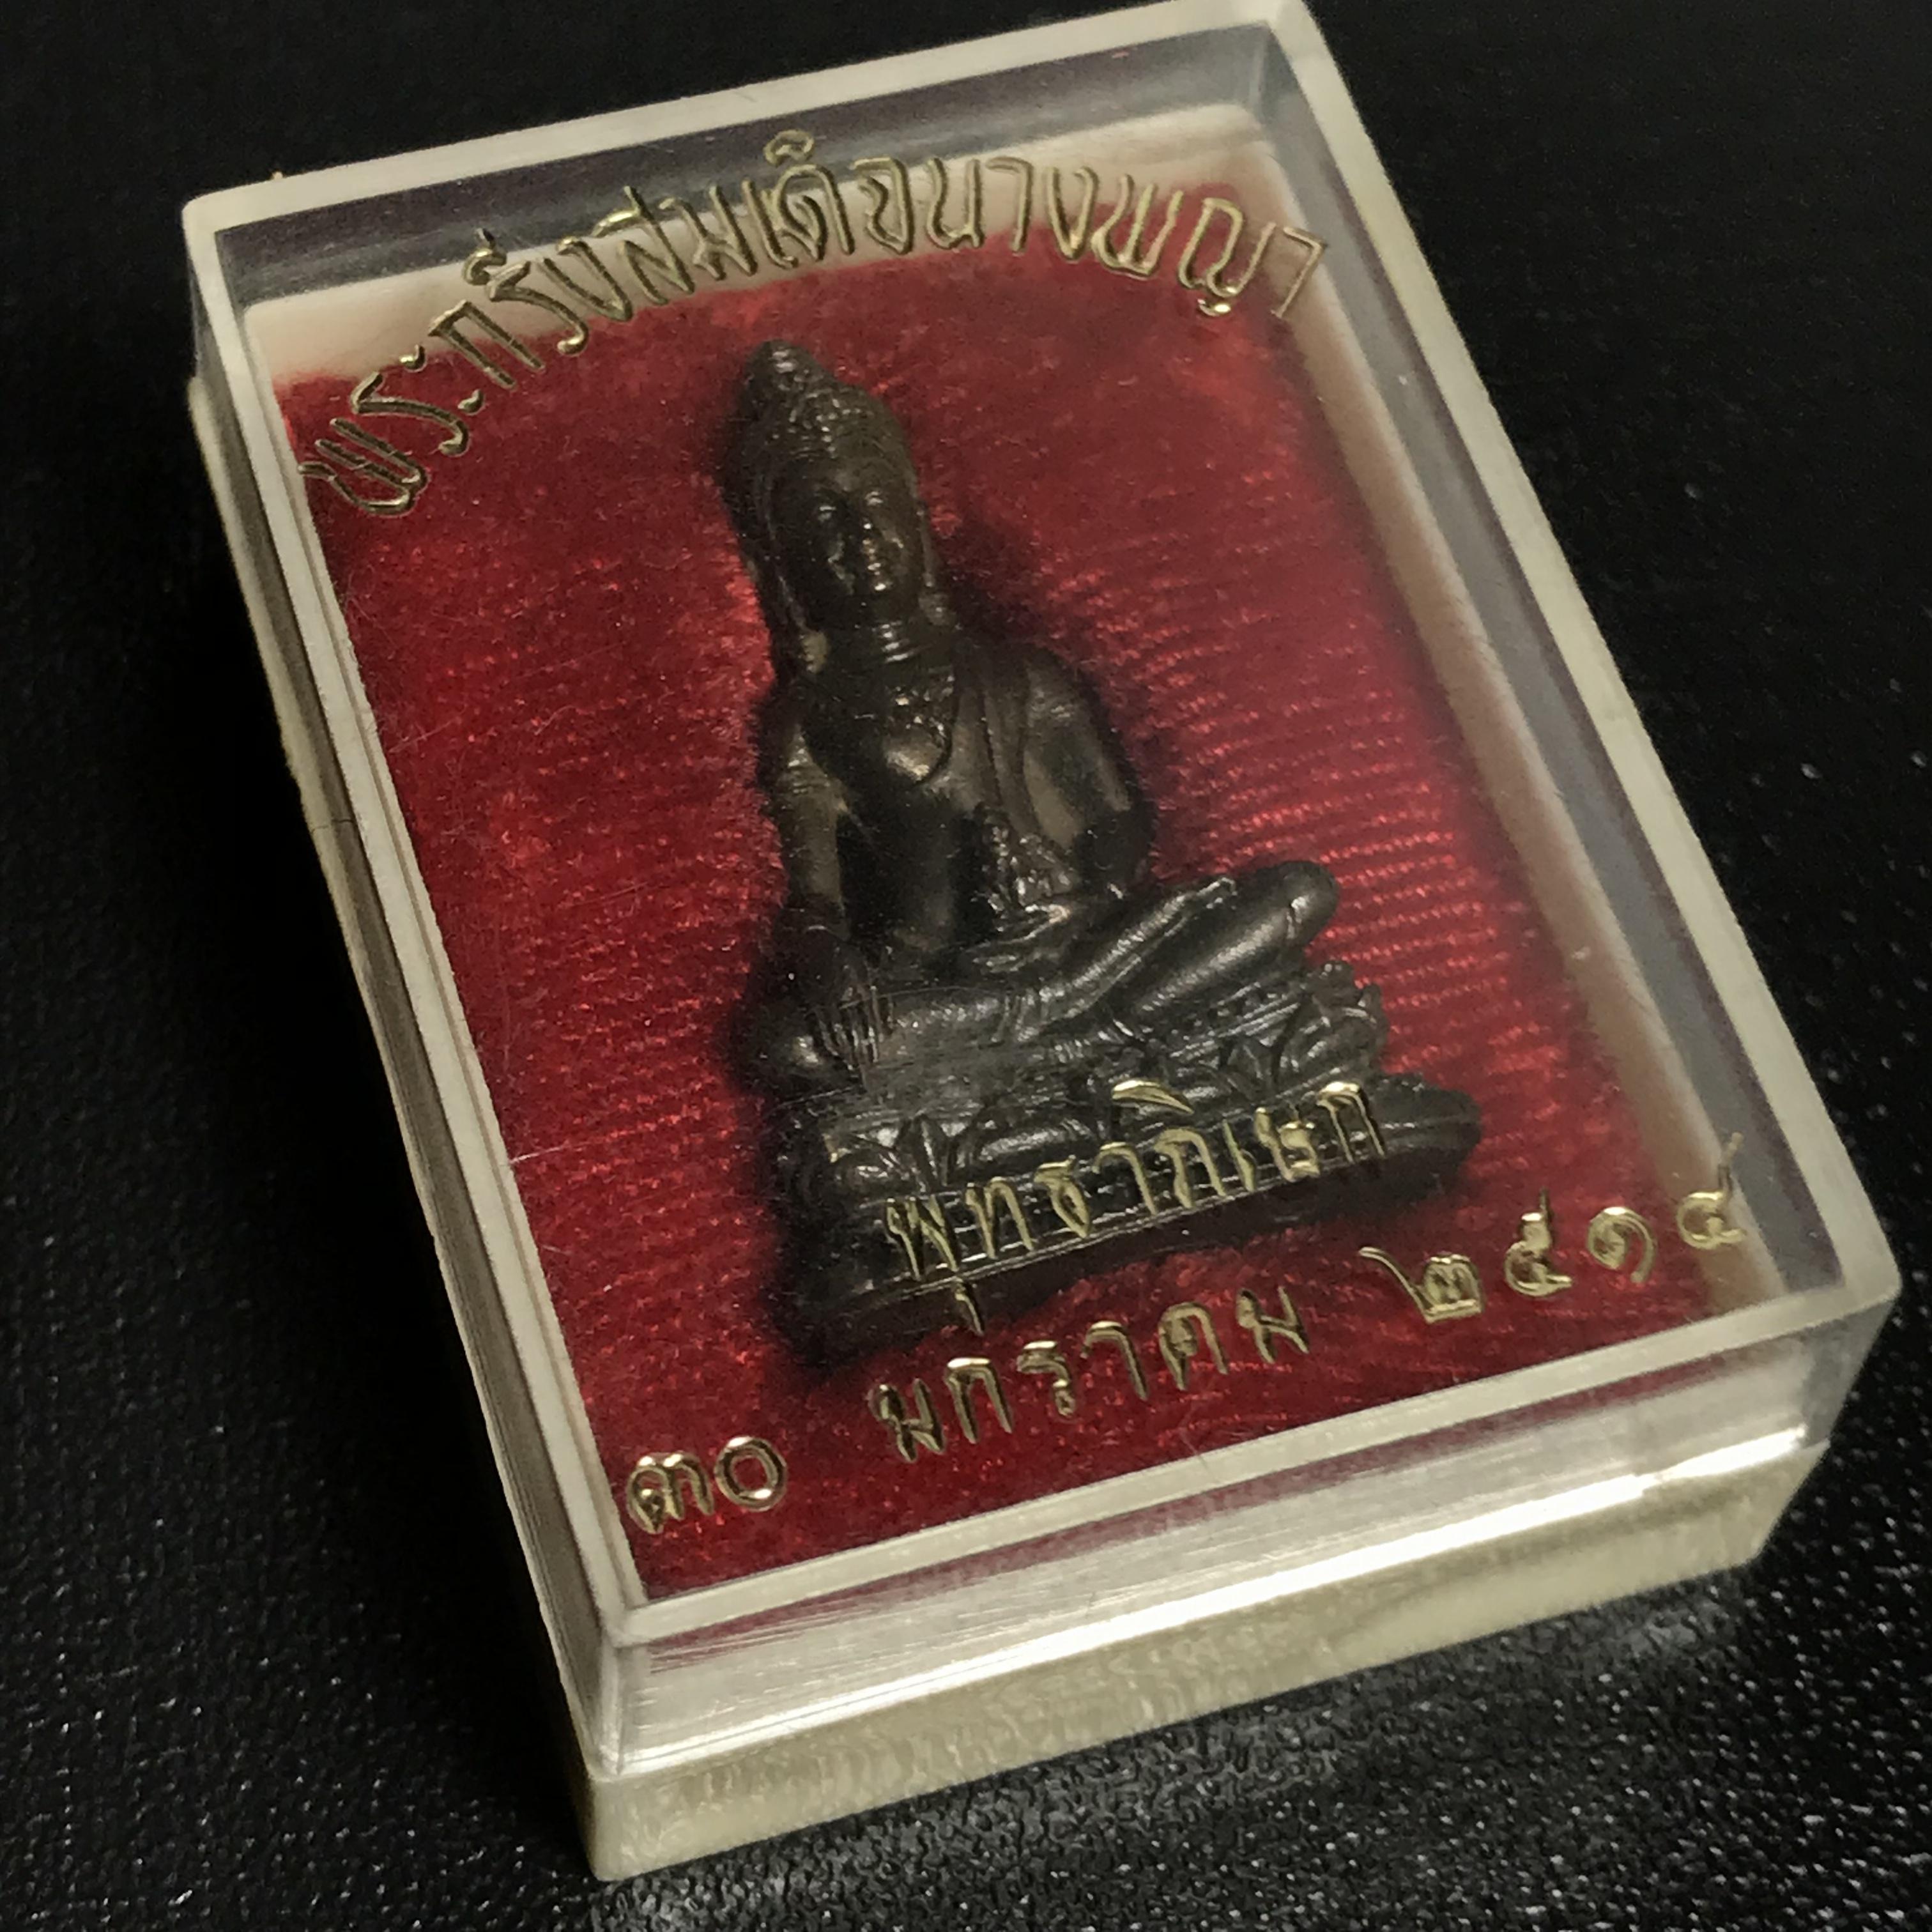 พระกริ่งสมเด็จนางพญา
พุทธาภิเษก
๓๐ มกราคม ๒๕๑๙